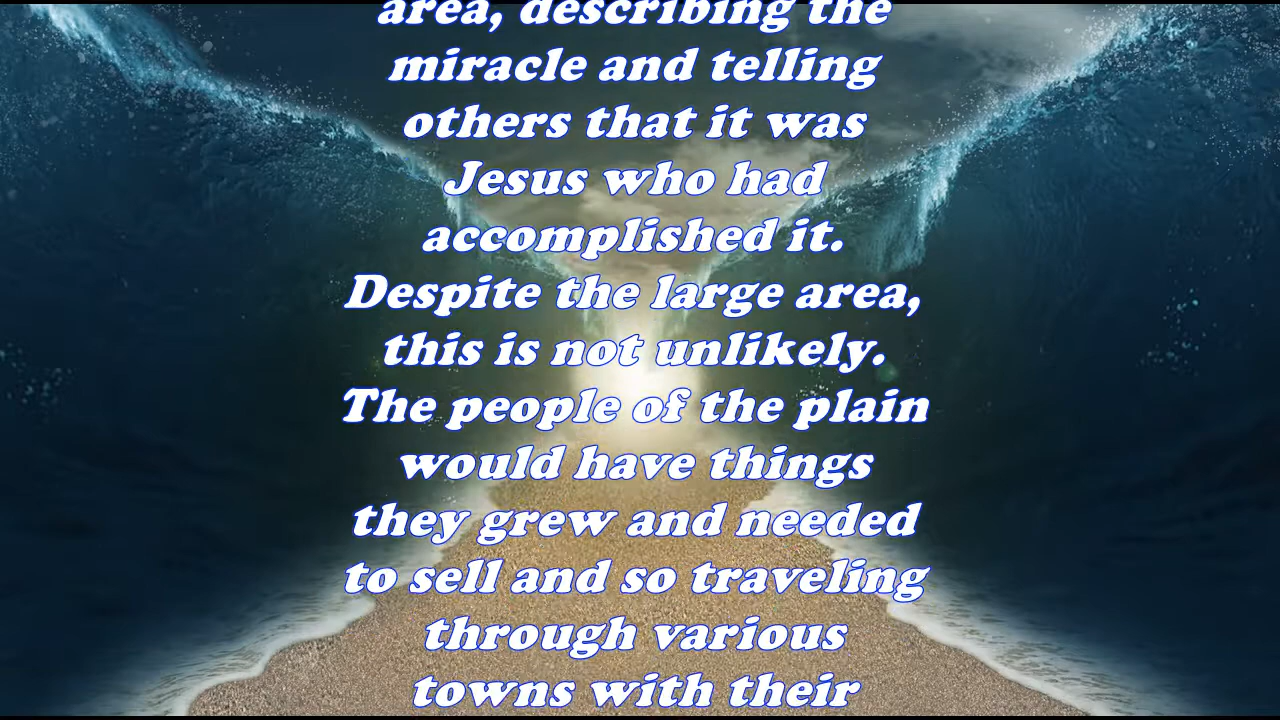 area, describing the
miracle and telling
others that it was
Jesus who had
accomplished it.
Despite the large area,
this is not unlikely.
The people of the plain
would have things
they grew and needed
to sell and so traveling
through various
towns with their